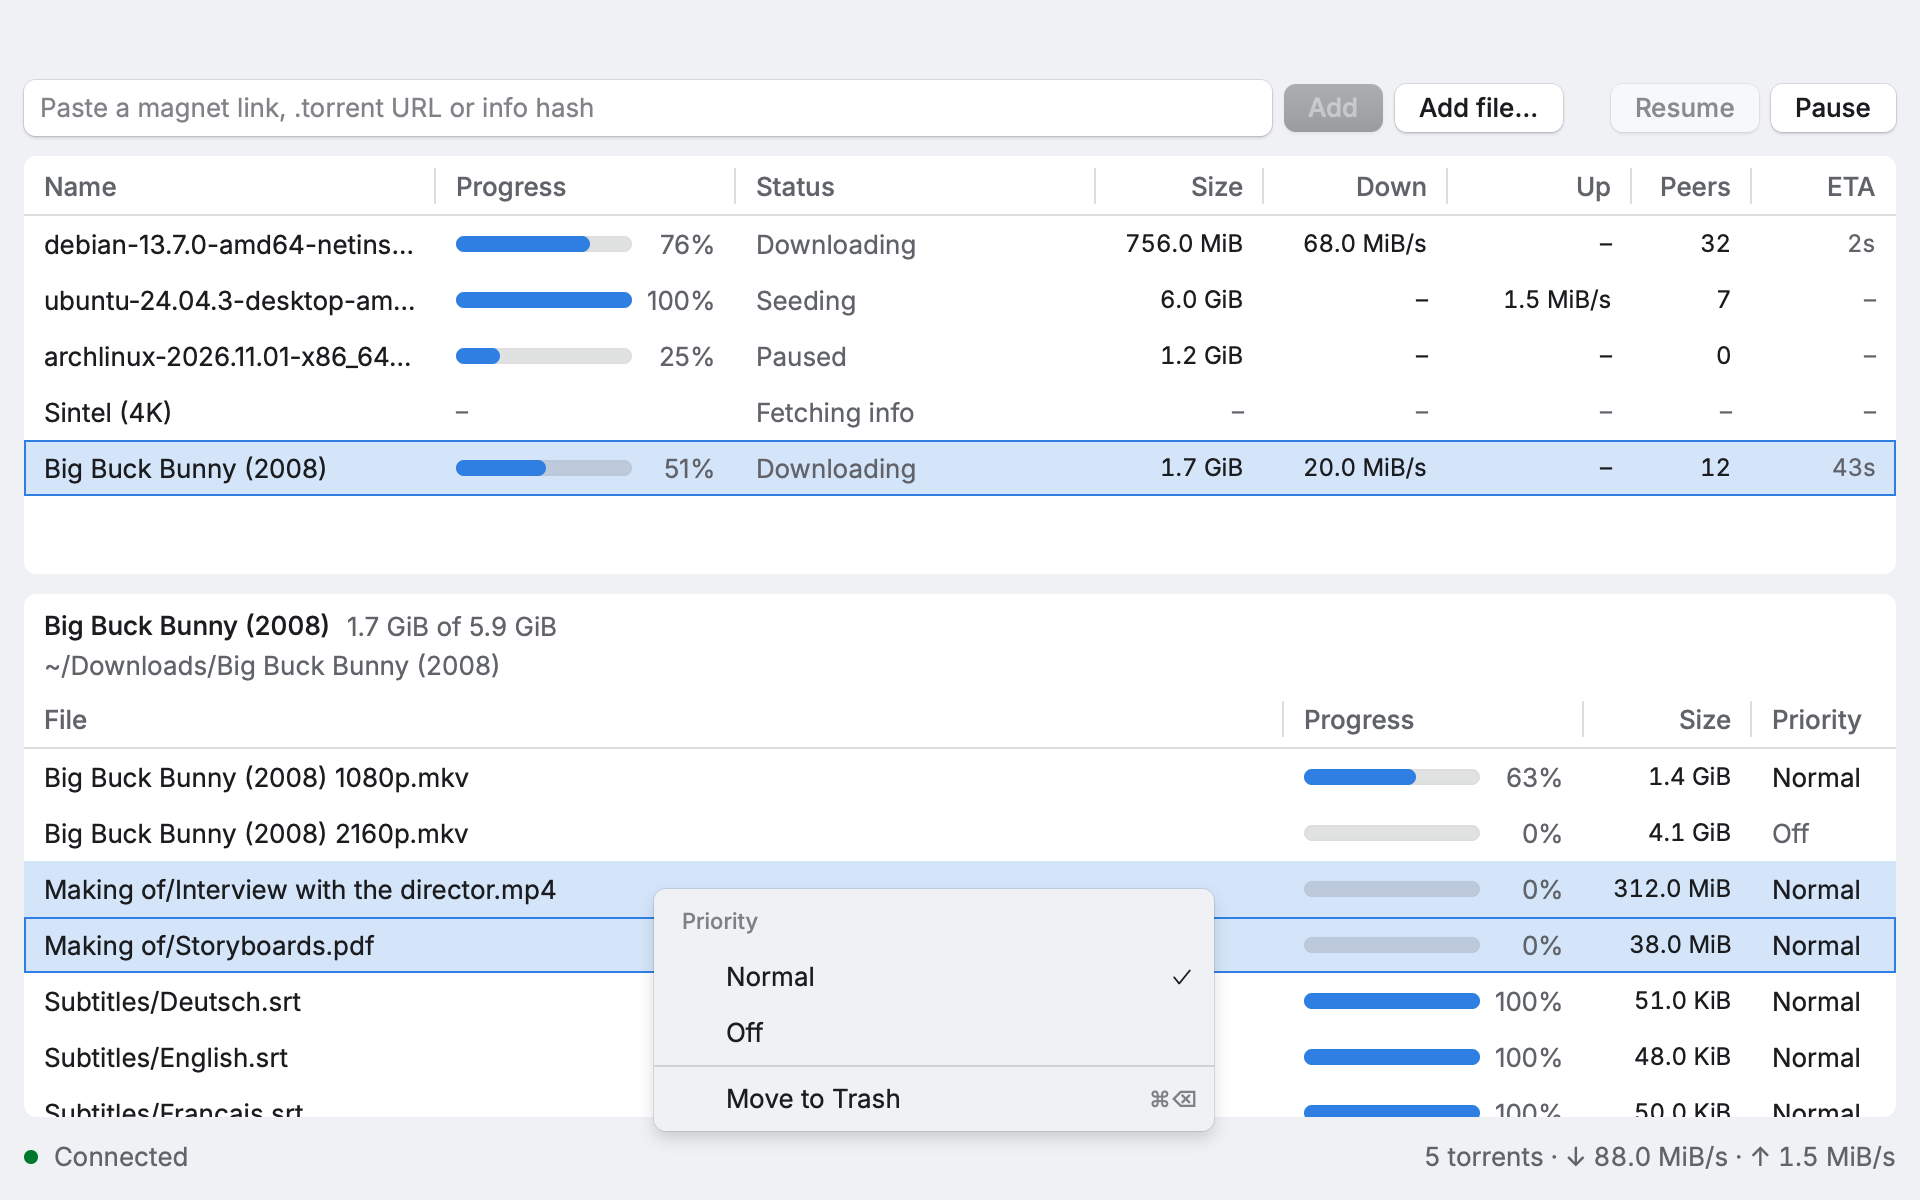 Paste a magnet link, .torrent URL or info hash Add Add file... Resume Pause
Name Progress Status Size Down Up Peers ETA
debian-13.7.0-amd64-netins... 76% Downloading 756.0 MiB 68.0 MiB/s – 32 2s
ubuntu-24.04.3-desktop-am... 100% Seeding 6.0 GiB – 1.5 MiB/s 7 –
archlinux-2026.11.01-x86_64... 25% Paused 1.2 GiB – – 0 –
Sintel (4K) – Fetching info – – – – –
Big Buck Bunny (2008) 51% Downloading 1.7 GiB 20.0 MiB/s – 12 43s
Big Buck Bunny (2008) 1.7 GiB of 5.9 GiB
~/Downloads/Big Buck Bunny (2008)
File Progress Size Priority
Big Buck Bunny (2008) 1080p.mkv 63% 1.4 GiB Normal
Big Buck Bunny (2008) 2160p.mkv 0% 4.1 GiB Off
Making of/Interview with the director.mp4 0% 312.0 MiB Normal
Making of/Storyboards.pdf 0% 38.0 MiB Normal
Subtitles/Deutsch.srt 100% 51.0 KiB Normal
Subtitles/English.srt 100% 48.0 KiB Normal
Subtitles/Français.srt 100% 50.0 KiB Normal
Priority
Normal ✓
Off
Move to Trash ⌘⌫
Connected 5 torrents · ↓ 88.0 MiB/s · ↑ 1.5 MiB/s